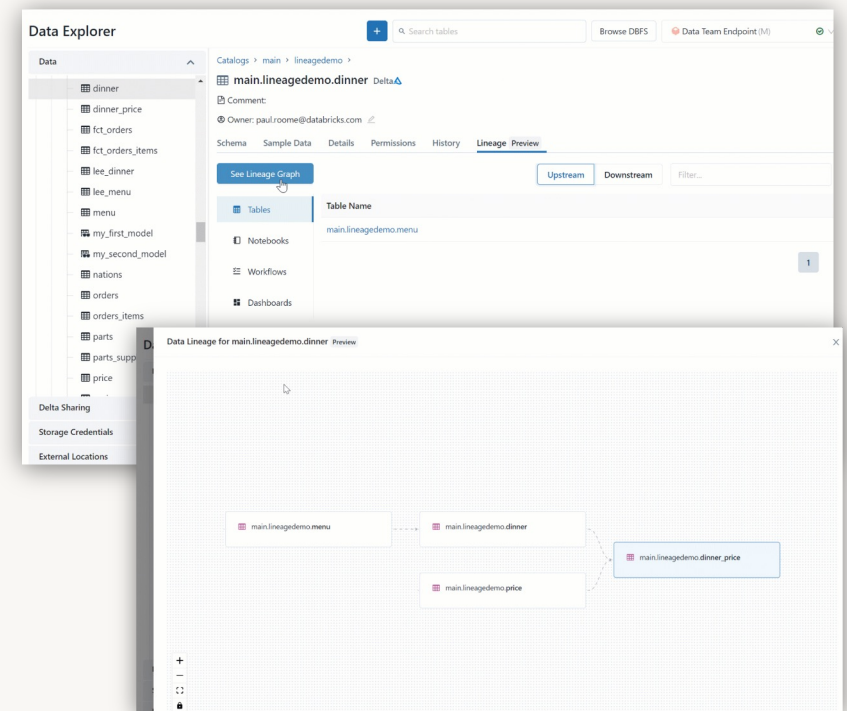 Data Explorer
+
Search tables
Browse DBFS
Data Team Endpoint (M)
Data
dinner
dinner_price
fct_orders
fct_orders_items
lee_dinner
lee_menu
menu
my_first_model
my_second_model
nations
orders
orders_items
parts
parts_supp
price
Delta Sharing
Storage Credentials
External Locations
Catalogs > main > lineagedemo >
main.lineagedemo.dinner Delta
Comment:
Owner: paul.roome@databricks.com
Schema Sample Data Details Permissions History Lineage Preview
See Lineage Graph
Upstream Downstream Filter...
Tables
Notebooks
Workflows
Dashboards
Table Name
main.lineagedemo.menu
1
Data Lineage for main.lineagedemo.dinner Preview
X
main.lineagedemo.menu
main.lineagedemo.dinner
main.lineagedemo.price
main.lineagedemo.dinner_price